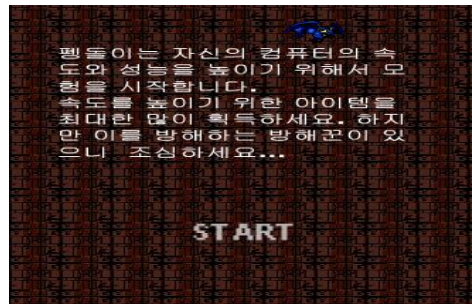 펭돌이는 자신의 컴퓨터의 속
도와 성능을 높이기 위해서 모
험을 시작합니다.
속도를 높이기 위한 아이템을
최대한 많이 획득하세요. 하지
만 이를 방해하는 방해꾼이 있
으니 조심하세요...
START